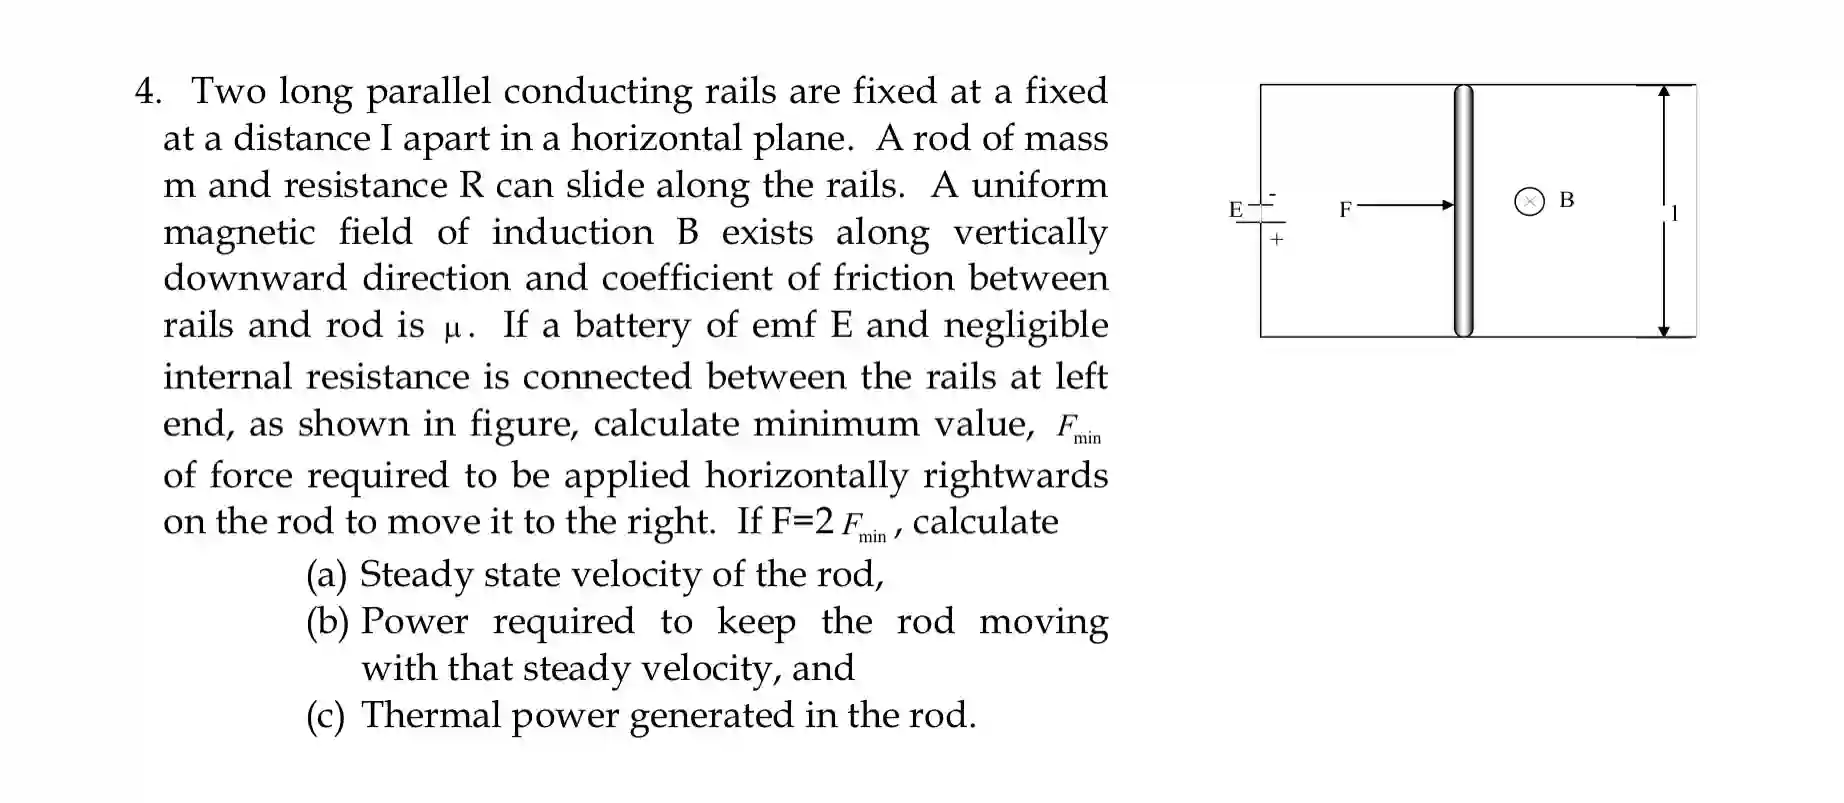 4. Two long parallel conducting rails are fixed at a fixed
at a distance I apart in a horizontal plane. A rod of mass
m and resistance R can slide along the rails. A uniform
magnetic field of induction B exists along vertically
downward direction and coefficient of friction between
rails and rod is μ. If a battery of emf E and negligible
internal resistance is connected between the rails at left
end, as shown in figure, calculate minimum value, F_min
of force required to be applied horizontally rightwards
on the rod to move it to the right. If F=2 F_min, calculate
(a) Steady state velocity of the rod,
(b) Power required to keep the rod moving
with that steady velocity, and
(c) Thermal power generated in the rod.
E
-
+
F
B
1